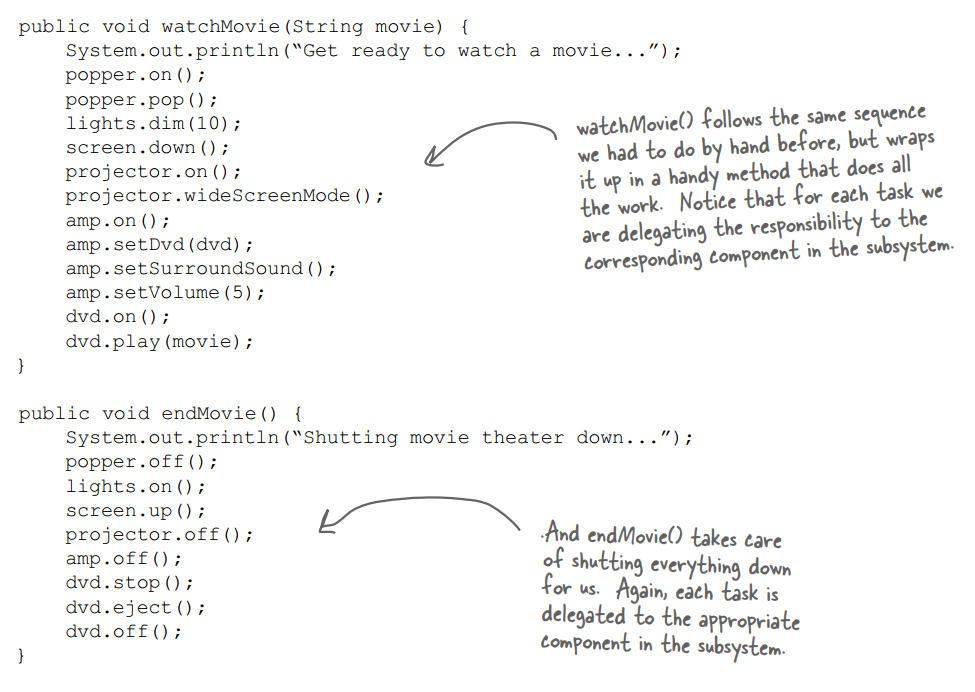 public void watchMovie(String movie) {
System.out.println(“Get ready to watch a movie...”);
popper.on();
popper.pop();
lights.dim(10);
screen.down();
projector.on();
projector.wideScreenMode();
amp.on();
amp.setDvd(dvd);
amp.setSurroundSound();
amp.setVolume(5);
dvd.on();
dvd.play(movie);
}
watchMovie() follows the same sequence
we had to do by hand before, but wraps
it up in a handy method that does all
the work. Notice that for each task we
are delegating the responsibility to the
corresponding component in the subsystem.
public void endMovie() {
System.out.println(“Shutting movie theater down...”);
popper.off();
lights.on();
screen.up();
projector.off();
amp.off();
dvd.stop();
dvd.eject();
dvd.off();
}
And endMovie() takes care
of shutting everything down
for us. Again, each task is
delegated to the appropriate
component in the subsystem.